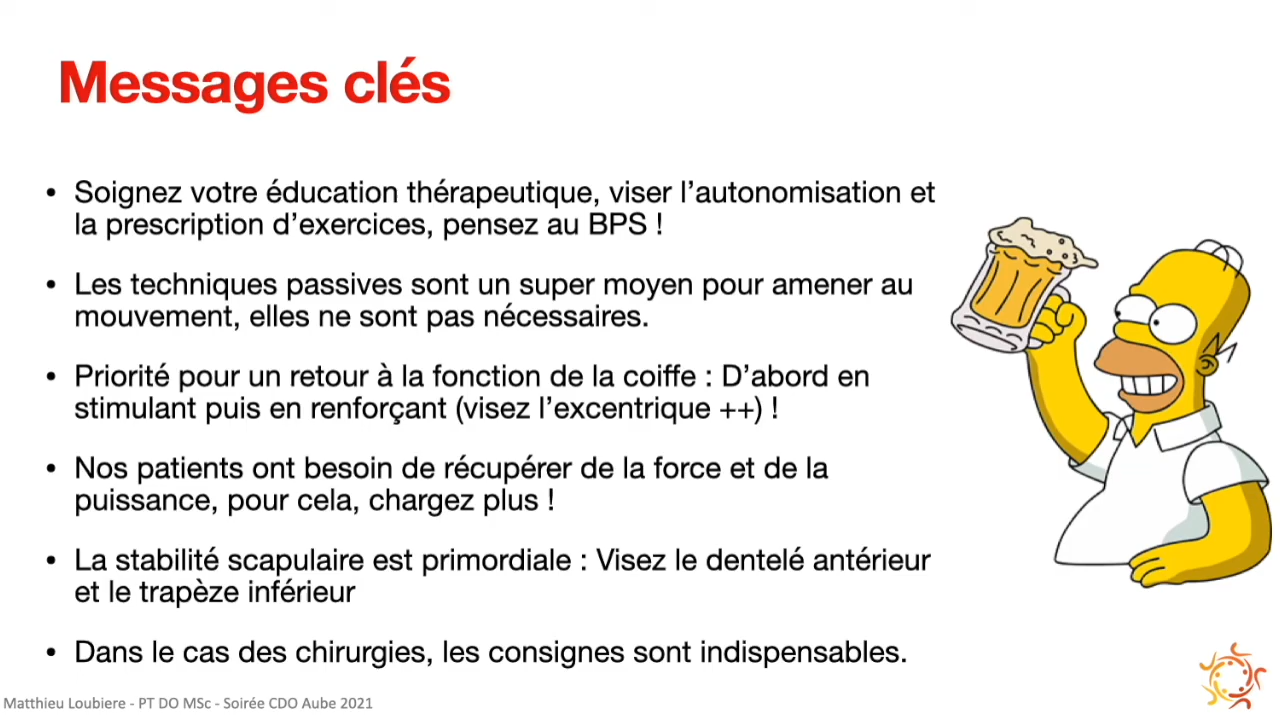 Messages clés
• Soignez votre éducation thérapeutique, viser l’autonomisation et
la prescription d’exercices, pensez au BPS !
• Les techniques passives sont un super moyen pour amener au
mouvement, elles ne sont pas nécessaires.
• Priorité pour un retour à la fonction de la coiffe : D’abord en
stimulant puis en renforçant (visez l’excentrique ++) !
• Nos patients ont besoin de récupérer de la force et de la
puissance, pour cela, chargez plus !
• La stabilité scapulaire est primordiale : Visez le dentelé antérieur
et le trapèze inférieur
• Dans le cas des chirurgies, les consignes sont indispensables.
Matthieu Loubiere - PT DO MSc - Soirée CDO Aube 2021